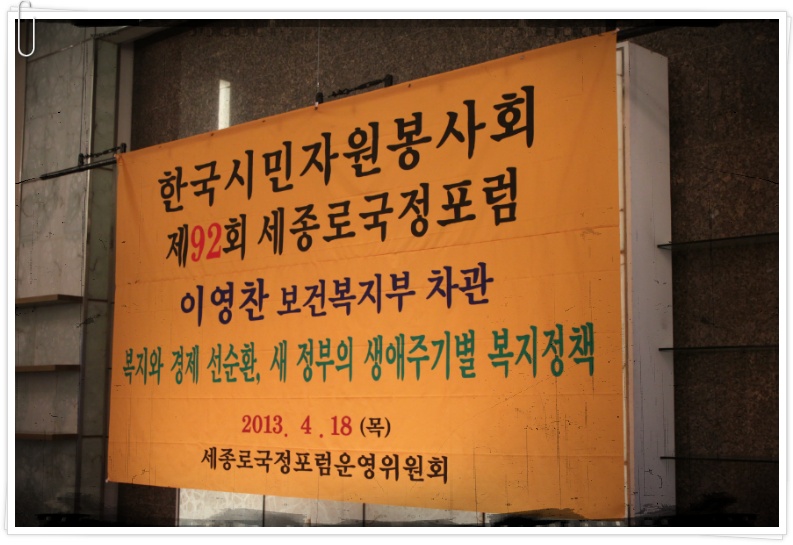 한국시민자원봉사회
제92회 세종로국정포럼
이영찬 보건복지부 차관
복지와 경제 선순환, 새 정부의 생애주기별 복지정책
2013. 4. 18 (목)
세종로국정포럼운영위원회